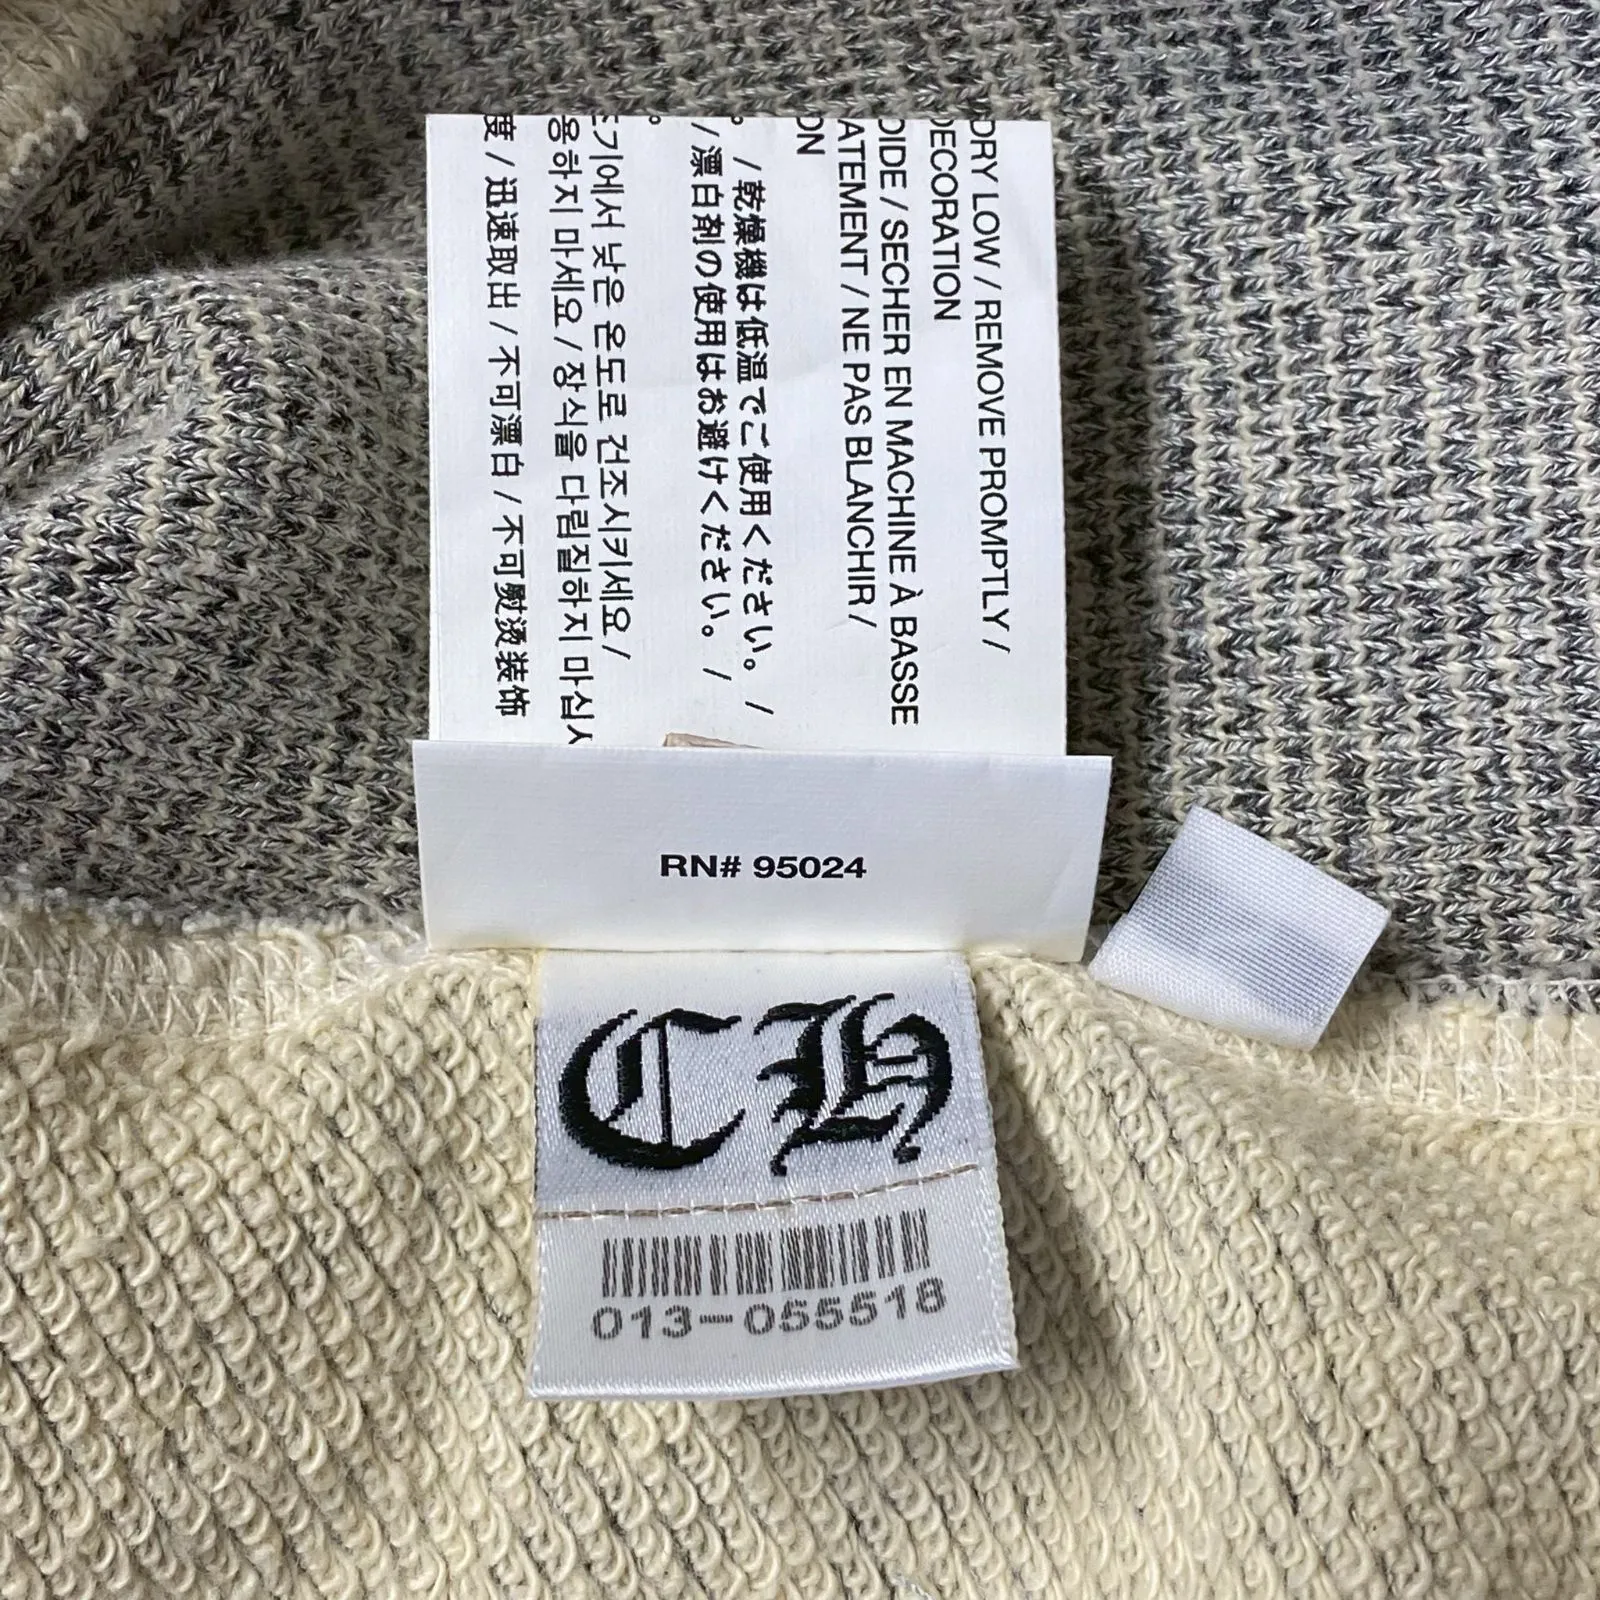 DRY LOW / REMOVE PROMPTLY /
DECORATION
OIDE / SECHER EN MACHINE À BASSE
ATEMENT / NE PAS BLANCHIR /
ON
。/ 乾燥機は低温でご使用ください。/
/ 漂白剤の使用はお避けください。/
。
조기에서 낮은 온도로 건조시키세요 /
용하지 마세요 / 장식을 다림질하지 마십시
度 / 迅速取出 / 不可漂白 / 不可熨烫装饰
RN# 95024
CH
013-055518